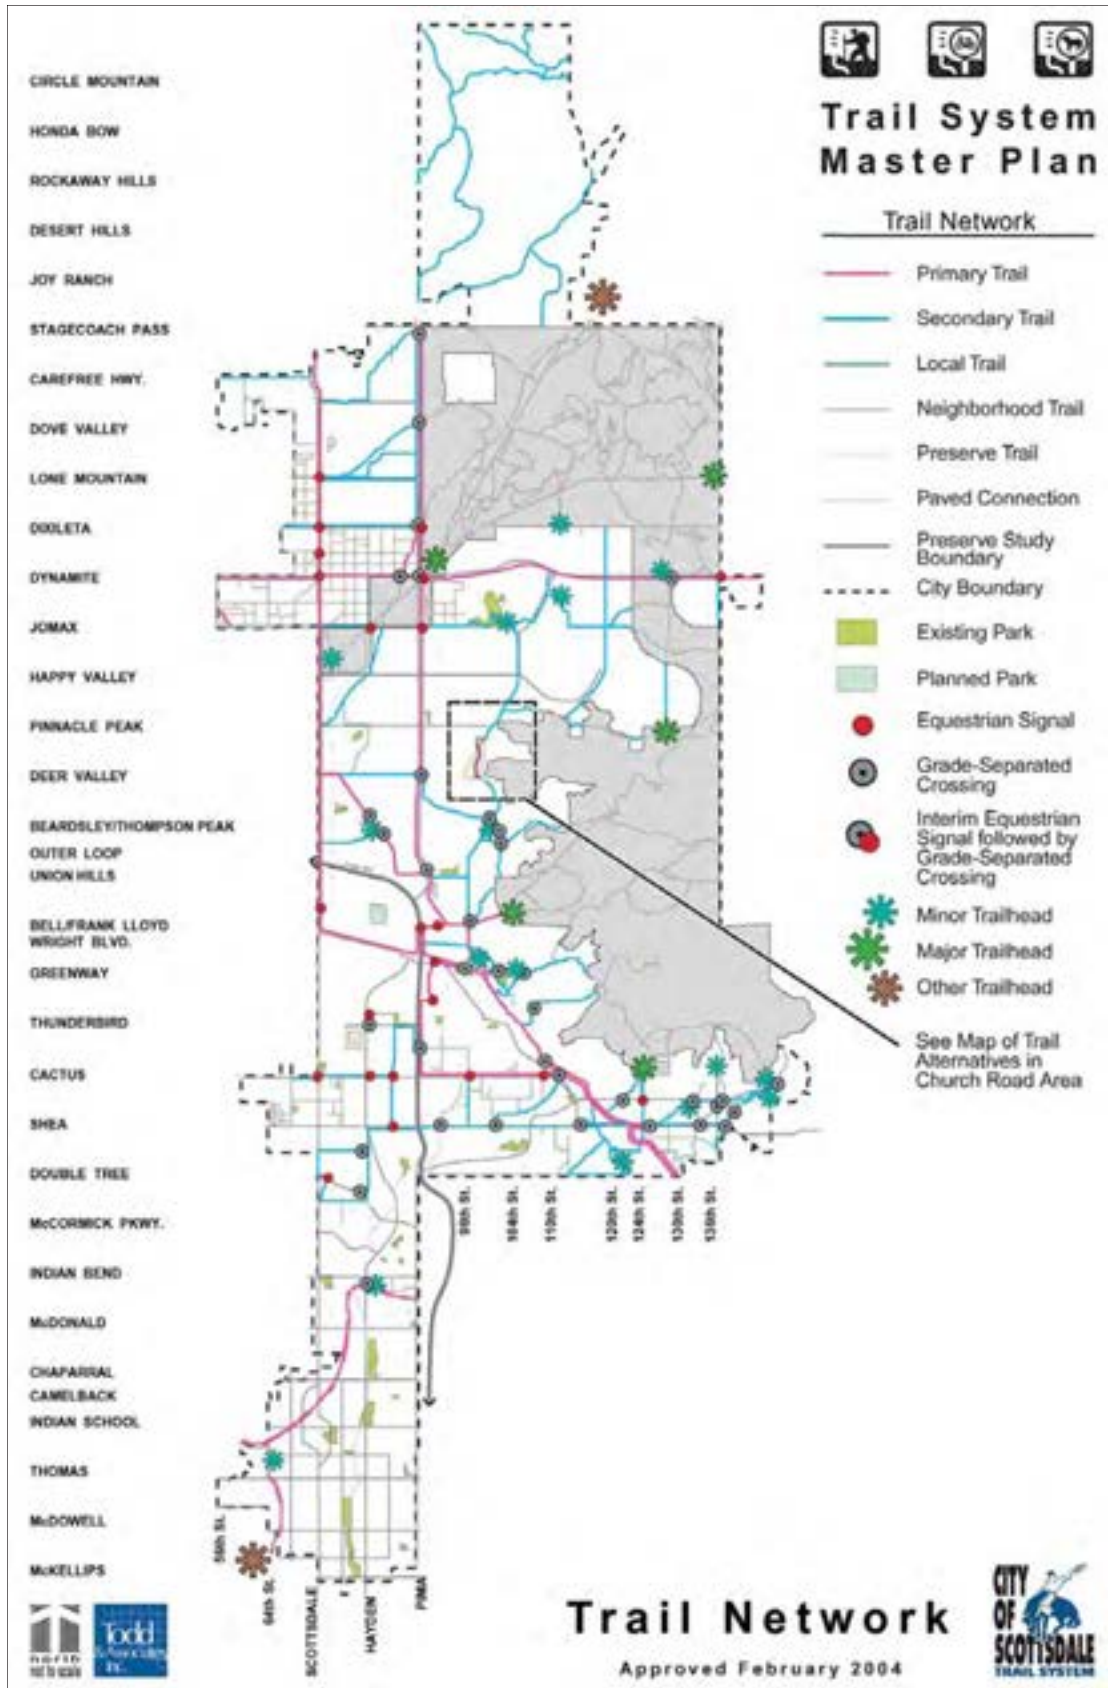 CIRCLE MOUNTAIN
HONDA BOW
ROCKAWAY HILLS
DESERT HILLS
JOY RANCH
STAGECOACH PASS
CAREFREE HWY.
DOVE VALLEY
LONE MOUNTAIN
DIXILETA
DYNAMITE
JOMAX
HAPPY VALLEY
PINNACLE PEAK
DEER VALLEY
BEARDSLEY/THOMPSON PEAK
OUTER LOOP
UNION HILLS
BELL/FRANK LLOYD
WRIGHT BLVD.
GREENWAY
THUNDERBIRD
CACTUS
SHEA
DOUBLE TREE
McCORMICK PKWY.
INDIAN BEND
McDONALD
CHAPARRAL
CAMELBACK
INDIAN SCHOOL
THOMAS
McDOWELL
McKELLIPS
Trail System
Master Plan
Trail Network
Primary Trail
Secondary Trail
Local Trail
Neighborhood Trail
Preserve Trail
Paved Connection
Preserve Study
Boundary
City Boundary
Existing Park
Planned Park
Equestrian Signal
Grade-Separated
Crossing
Interim Equestrian
Signal followed by
Grade-Separated
Crossing
Minor Trailhead
Major Trailhead
Other Trailhead
See Map of Trail
Alternatives in
Church Road Area
96th St.
104th St.
110th St.
120th St.
124th St.
130th St.
136th St.
56th St.
64th St.
SCOTTSDALE
HAYDEN
PIMA
north
not to scale
Todd
& Associates
Inc.
Trail Network
Approved February 2004
CITY
OF
SCOTTSDALE
TRAIL SYSTEM